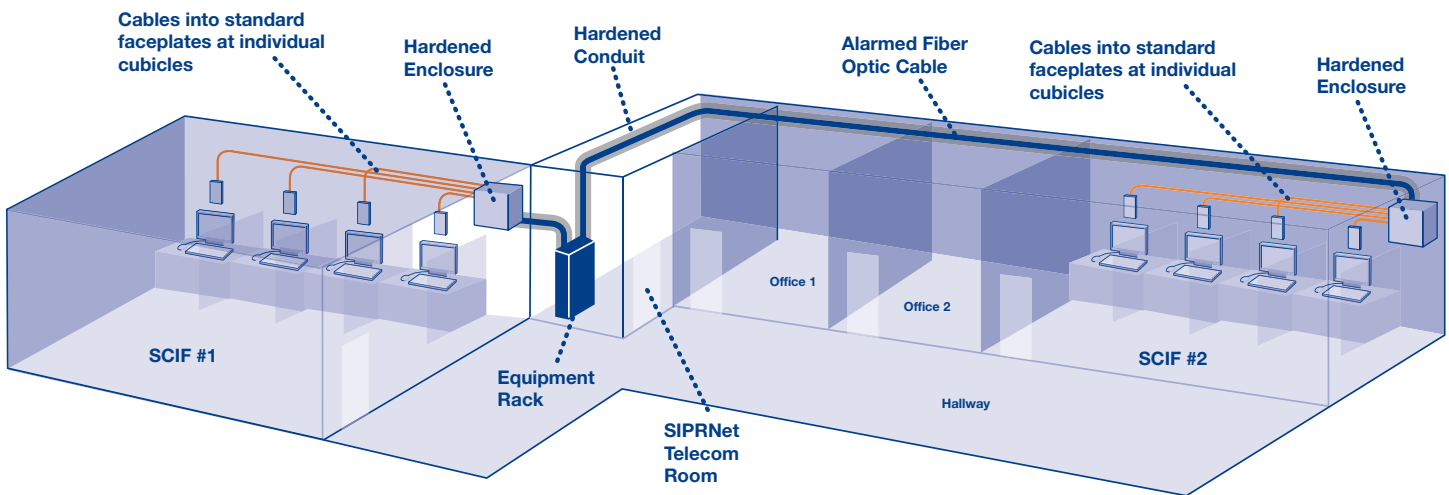 Cables into standard
faceplates at individual
cubicles
Hardened
Enclosure
Hardened
Conduit
Alarmed Fiber
Optic Cable
Cables into standard
faceplates at individual
cubicles
Hardened
Enclosure
Office 1
Office 2
SCIF #1
SCIF #2
Equipment
Rack
Hallway
SIPRNet
Telecom
Room